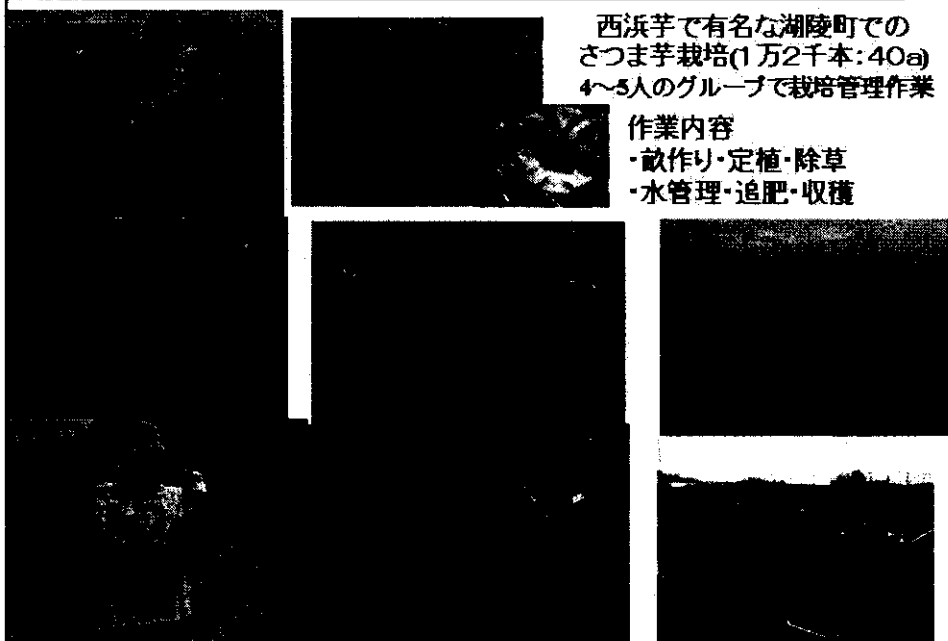 西浜芋で有名な湖陵町での
さつま芋栽培(1万2千本:40a)
4~5人のグループで栽培管理作業
作業内容
・畝作り・定植・除草
・水管理・追肥・収穫